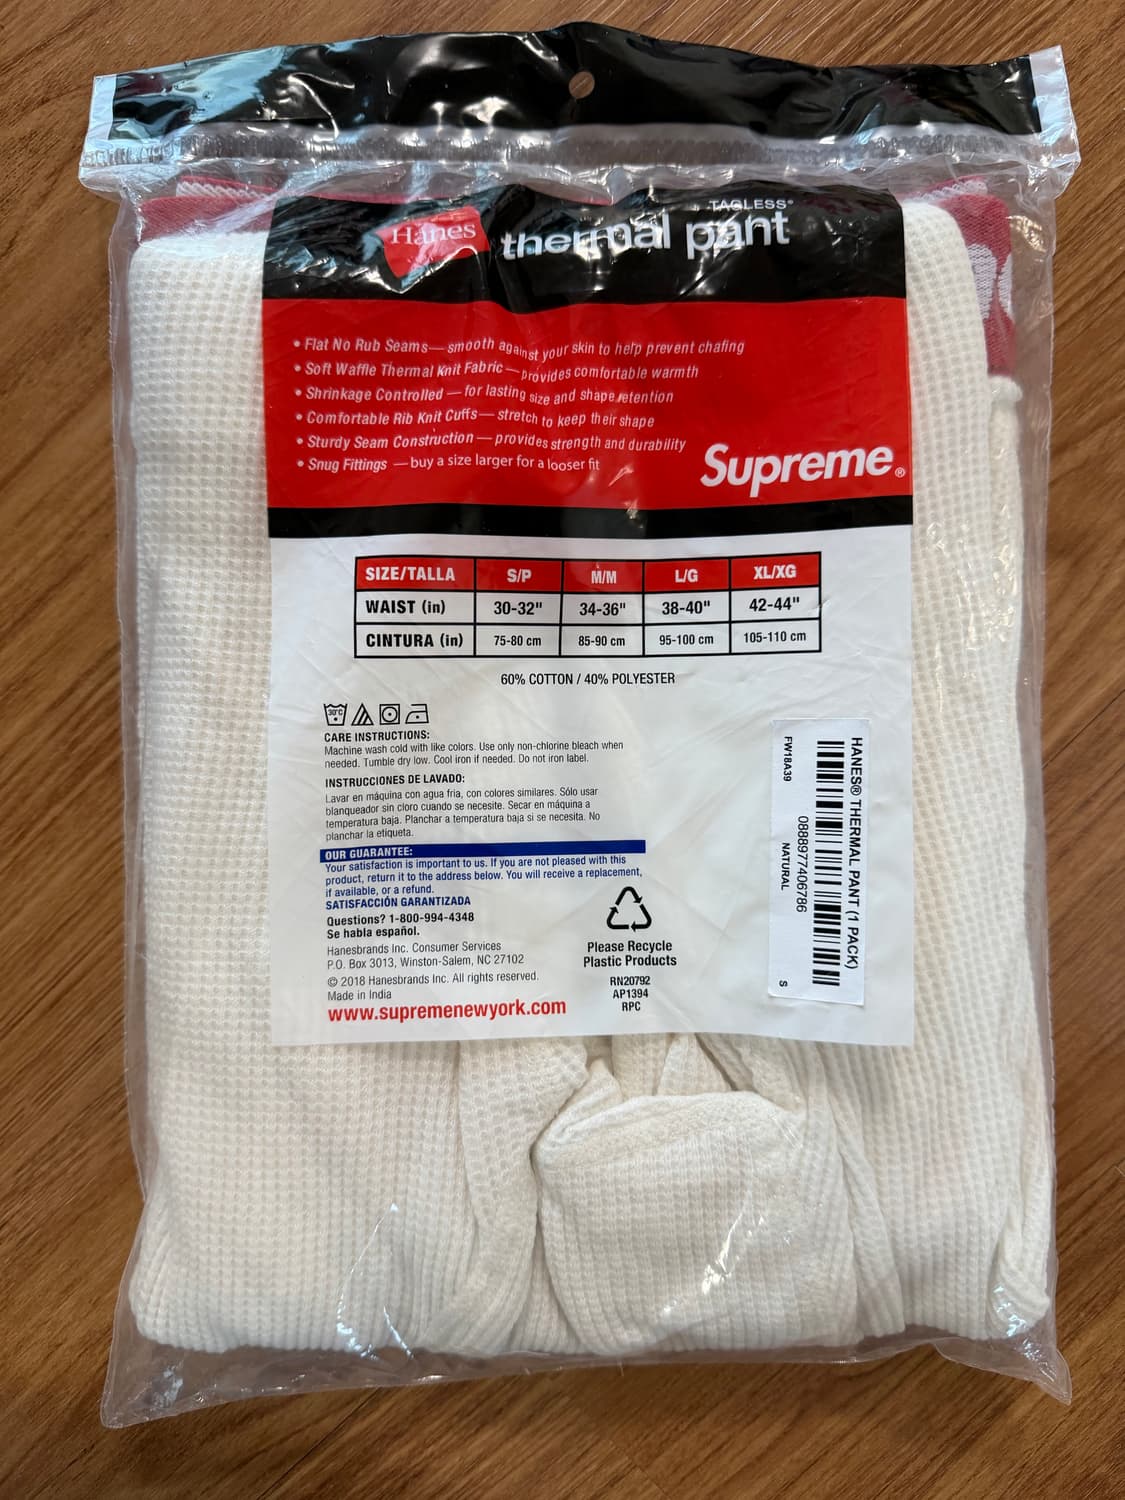 Hanes
TAGLESS®
thermal pant
• Flat No Rub Seams— smooth against your skin to help prevent chafing
• Soft Waffle Thermal Knit Fabric — provides comfortable warmth
• Shrinkage Controlled — for lasting size and shape retention
• Comfortable Rib Knit Cuffs — stretch to keep their shape
• Sturdy Seam Construction — provides strength and durability
• Snug Fittings — buy a size larger for a looser fit
Supreme®
SIZE/TALLA S/P M/M L/G XL/XG
WAIST (in) 30-32" 34-36" 38-40" 42-44"
CINTURA (in) 75-80 cm 85-90 cm 95-100 cm 105-110 cm
60% COTTON / 40% POLYESTER
30°C
CARE INSTRUCTIONS:
Machine wash cold with like colors. Use only non-chlorine bleach when
needed. Tumble dry low. Cool iron if needed. Do not iron label.
INSTRUCCIONES DE LAVADO:
Lavar en máquina con agua fria, con colores similares. Sólo usar
blanqueador sin cloro cuando se necesite. Secar en máquina a
temperatura baja. Planchar a temperatura baja si se necesita. No
planchar la etiqueta.
OUR GUARANTEE:
Your satisfaction is important to us. If you are not pleased with this
product, return it to the address below. You will receive a replacement,
if available, or a refund.
SATISFACCIÓN GARANTIZADA
Questions? 1-800-994-4348
Se habla español.
Hanesbrands Inc. Consumer Services
P.O. Box 3013, Winston-Salem, NC 27102
© 2018 Hanesbrands Inc. All rights reserved.
Made in India
www.supremenewyork.com
Please Recycle
Plastic Products
RN20792
AP1394
RPC
HANES® THERMAL PANT (1 PACK)
0888977406786
FW18A39 NATURAL S